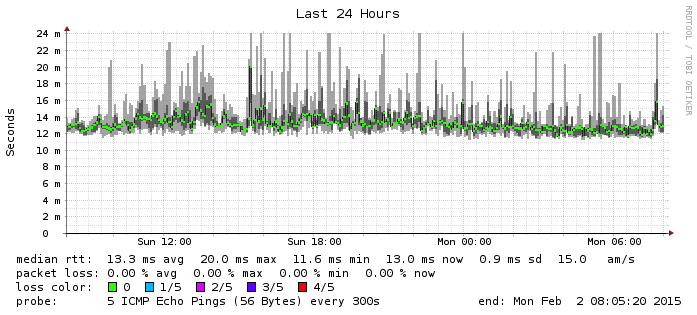 Last 24 Hours
RRDTOOL / TOBI OETIKER
Seconds
24 m
22 m
20 m
18 m
16 m
14 m
12 m
10 m
8 m
6 m
4 m
2 m
0
Sun 12:00 Sun 18:00 Mon 00:00 Mon 06:00
median rtt: 13.3 ms avg 20.0 ms max 11.6 ms min 13.0 ms now 0.9 ms sd 15.0 am/s
packet loss: 0.00 % avg 0.00 % max 0.00 % min 0.00 % now
loss color: 0 1/5 2/5 3/5 4/5
probe: 5 ICMP Echo Pings (56 Bytes) every 300s end: Mon Feb 2 08:05:20 2015